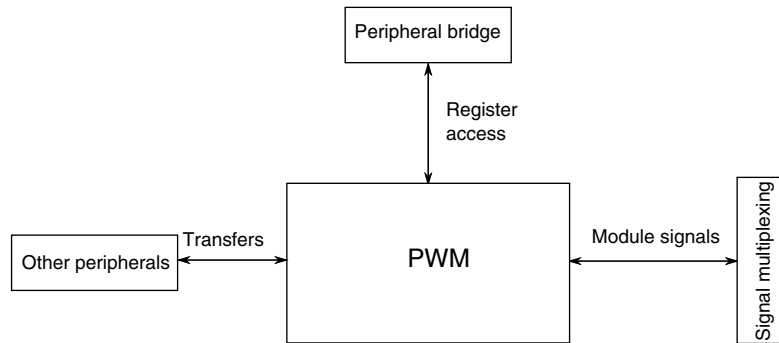 Peripheral bridge
Register
access
Transfers
Module signals
Other peripherals
PWM
Signal multiplexing